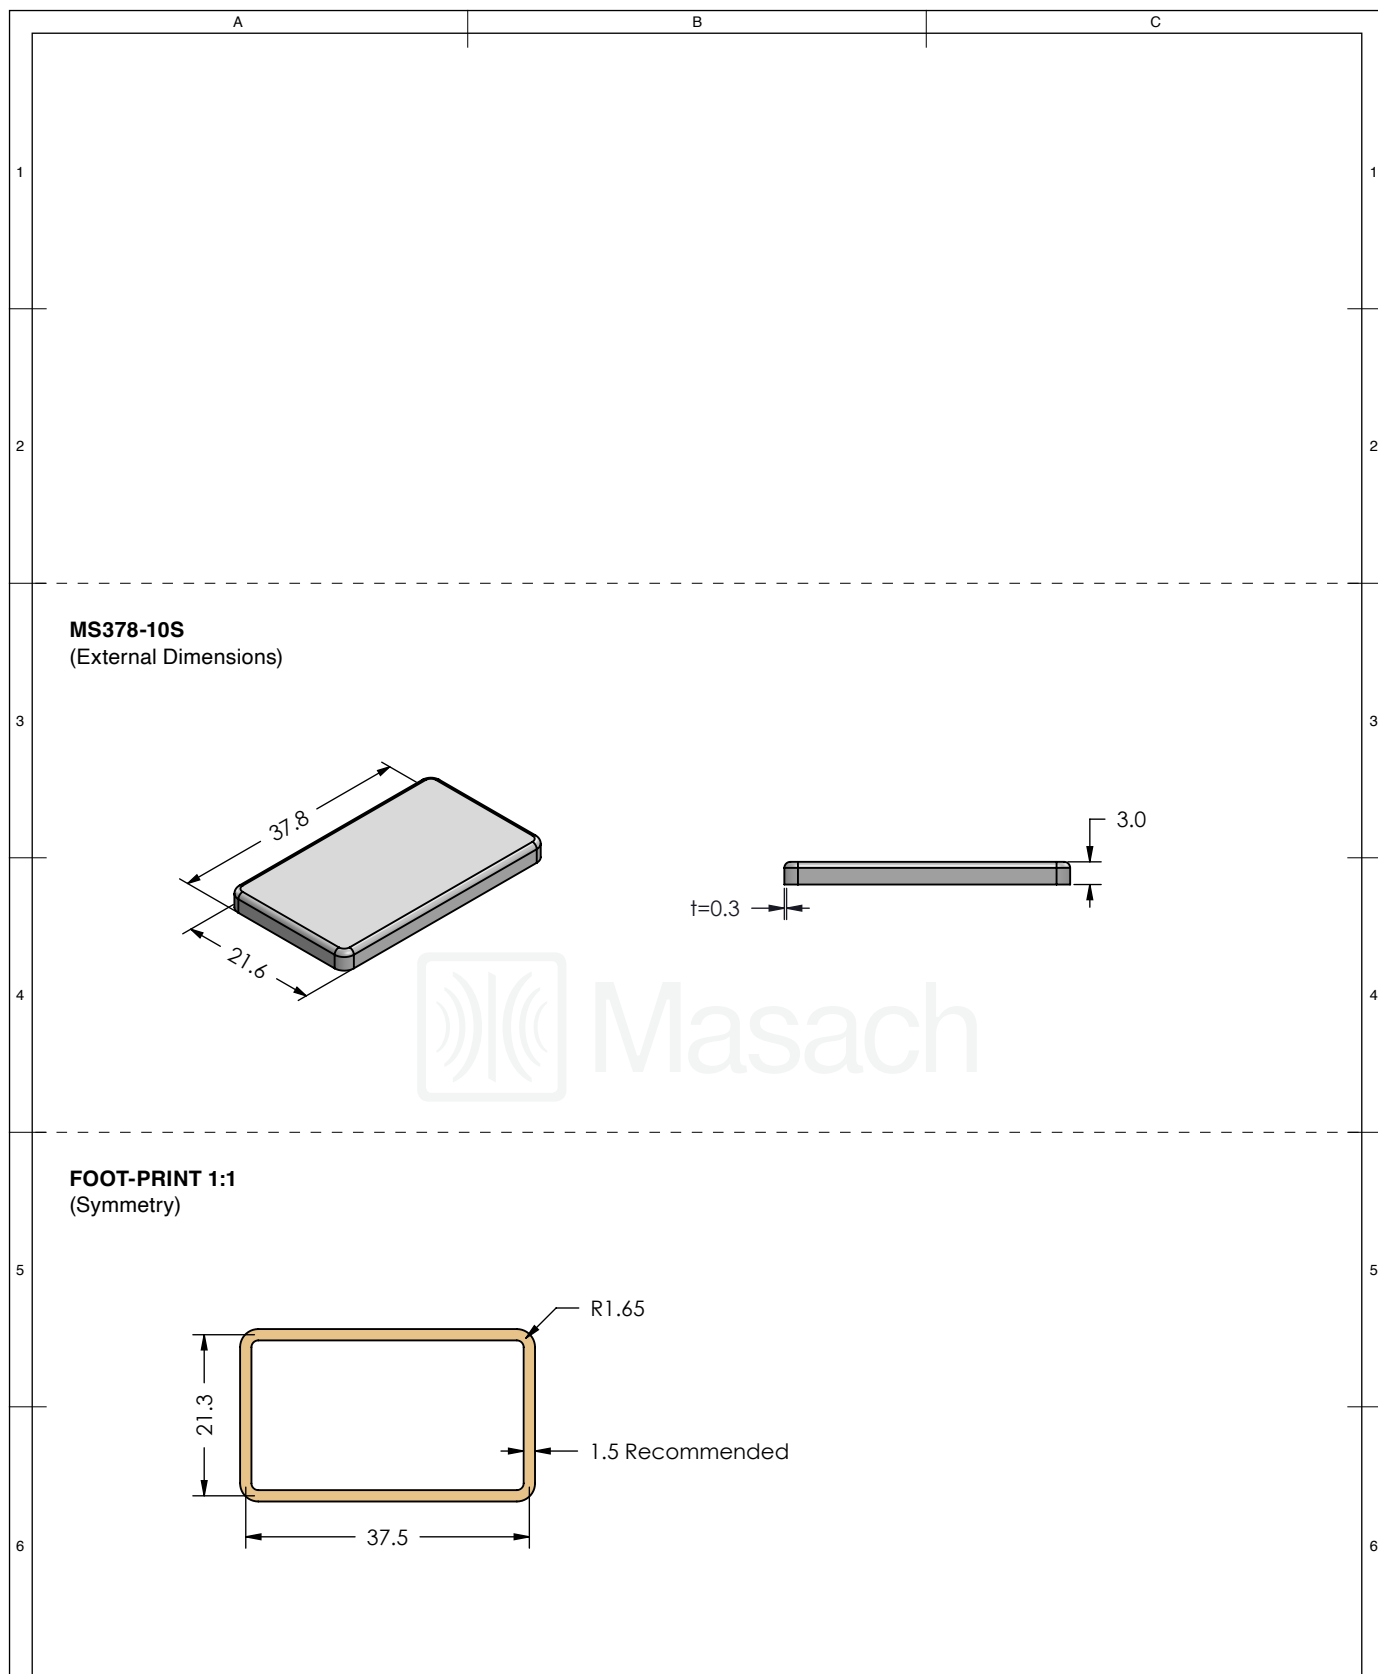 A B C
1 1
2 2
MS378-10S
(External Dimensions)
3 3
37.8
3.0
t=0.3
21.6
4 4
Masach
FOOT-PRINT 1:1
(Symmetry)
5 5
R1.65
21.3
1.5 Recommended
37.5
6 6